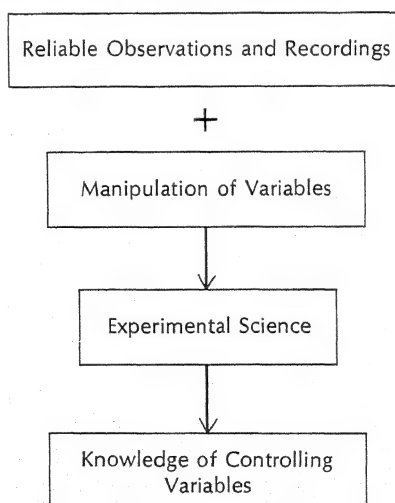 Reliable Observations and Recordings
+
Manipulation of Variables
Experimental Science
Knowledge of Controlling
Variables